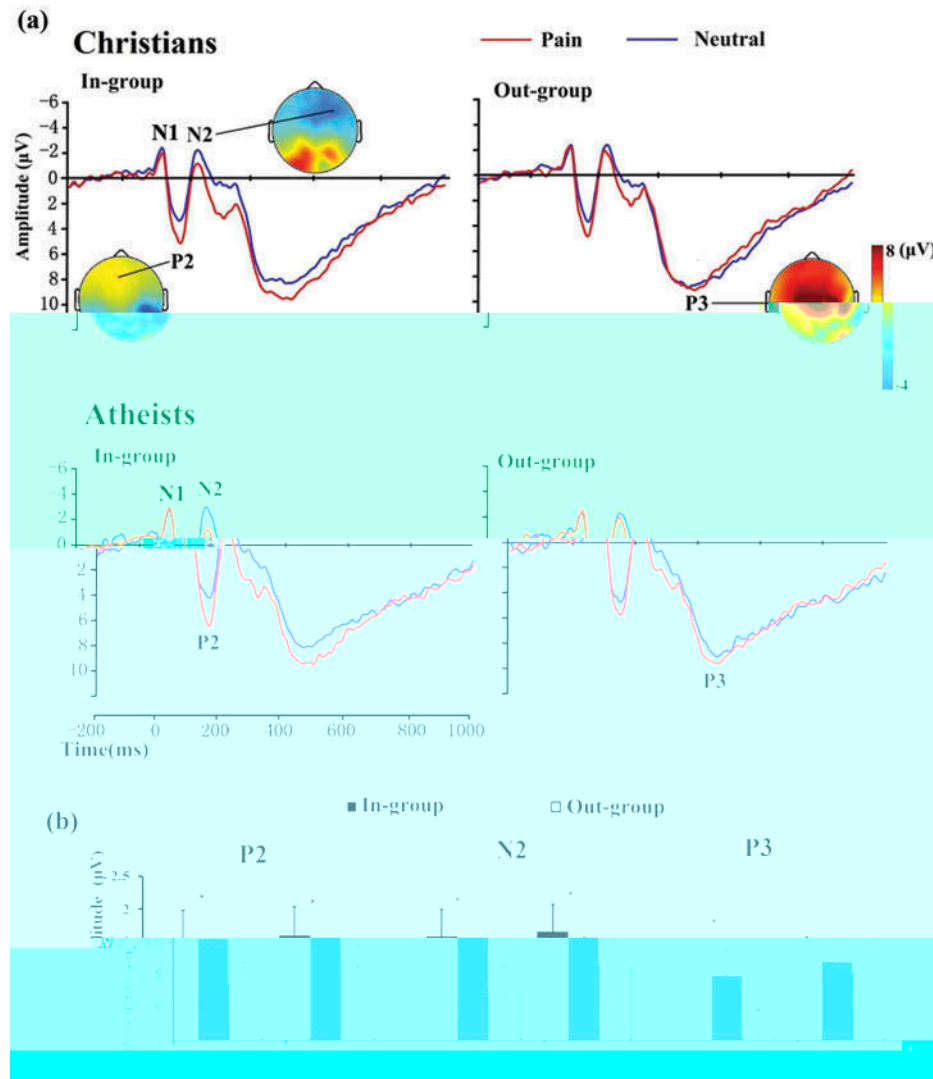 (a)
Christians
Pain Neutral
In-group
Out-group
Amplitude (μV)
-6
-4
-2
0
2
4
6
8
10
N1 N2
P2
P3
8 (μV)
-4
Atheists
In-group
Out-group
-6
-4
-2
0
2
4
6
8
10
N1 N2
P2
P3
-200 0 200 400 600 800 1000
Time(ms)
(b)
In-group Out-group
P2 N2 P3
2.5
2
(μV)